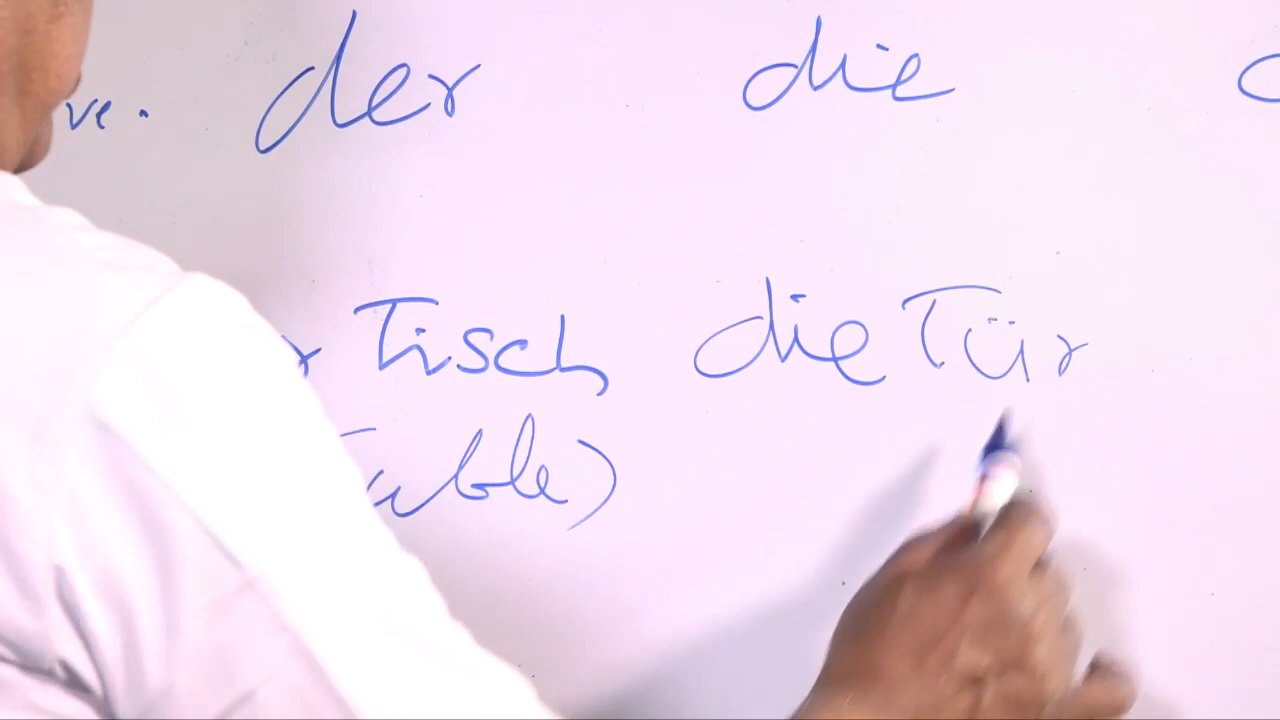 ve. der die
Tisch die Tür
able)